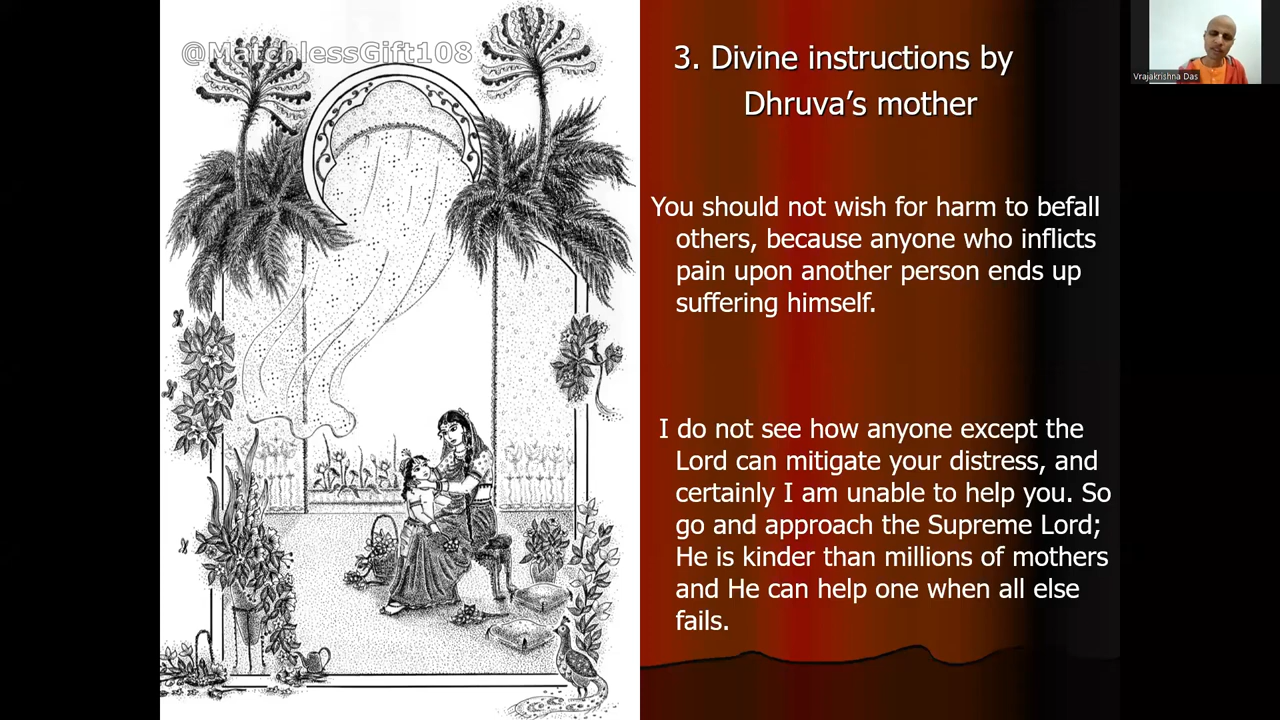 @MatchlessGift108
Vrajakrishna Das
3. Divine instructions by
Dhruva’s mother
You should not wish for harm to befall
others, because anyone who inflicts
pain upon another person ends up
suffering himself.
I do not see how anyone except the
Lord can mitigate your distress, and
certainly I am unable to help you. So
go and approach the Supreme Lord;
He is kinder than millions of mothers
and He can help one when all else
fails.